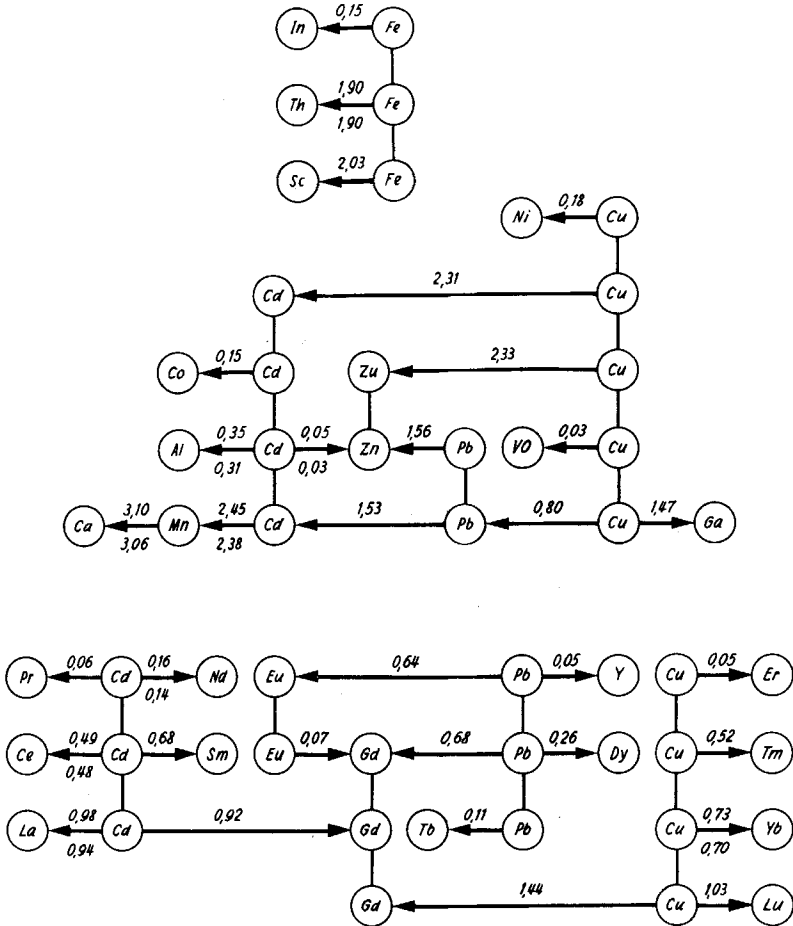 In 0,15 Fe
Th 1,90 Fe
1,90
Sc 2,03 Fe
Ni 0,18 Cu
Cd 2,31 Cu
Co 0,15 Cd Zu 2,33 Cu
Al 0,35 Cd 0,05 Zn 1,56 Pb VO 0,03 Cu
0,31 0,03
Ca 3,10 Mn 2,45 Cd 1,53 Pb 0,80 Cu 1,47 Ga
3,06 2,38
Pr 0,06 Cd 0,16 Nd Eu 0,64 Pb 0,05 Y Cu 0,05 Er
0,14
Ce 0,49 Cd 0,68 Sm Eu 0,07 Gd 0,68 Pb 0,26 Dy Cu 0,52 Tm
0,48
La 0,98 Cd 0,92 Gd Tb 0,11 Pb Cu 0,73 Yb
0,94 0,70
Gd 1,44 Cu 1,03 Lu